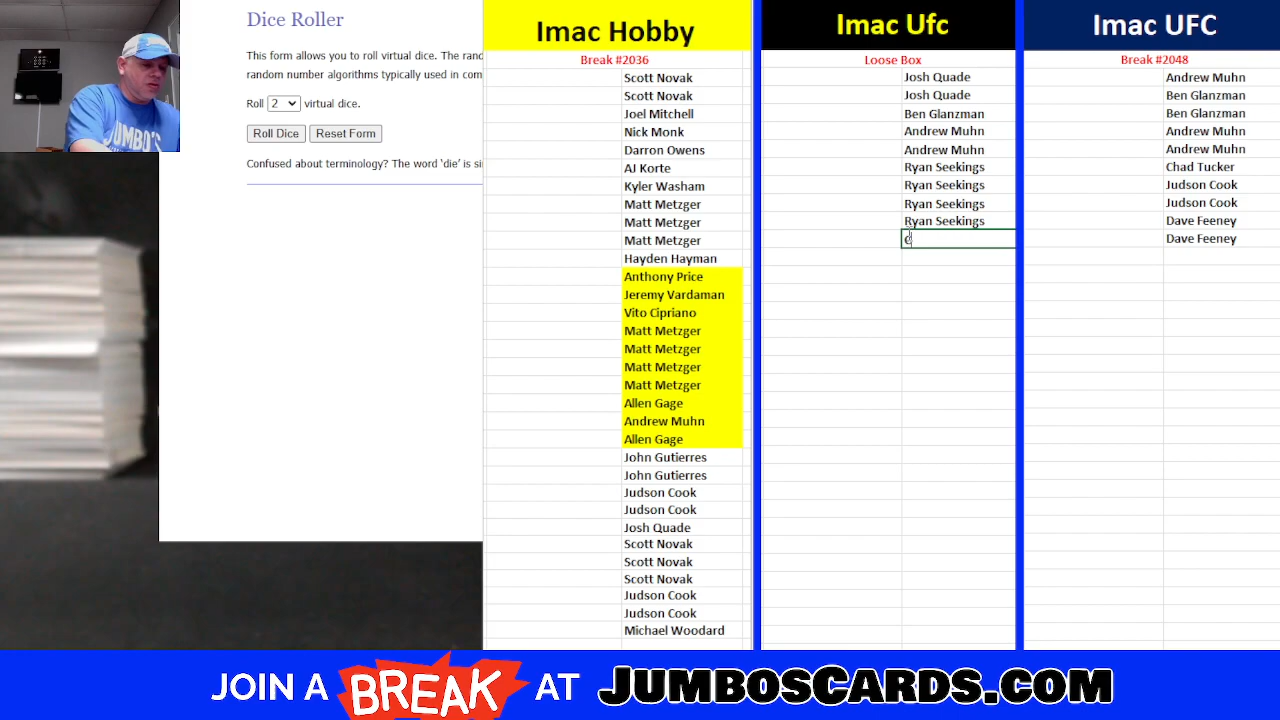 Dice Roller
This form allows you to roll virtual dice. The rand
random number algorithms typically used in com
Roll 2 virtual dice.
Roll Dice Reset Form
Confused about terminology? The word 'die' is si
Imac Hobby
Break #2036
Scott Novak
Scott Novak
Joel Mitchell
Nick Monk
Darron Owens
AJ Korte
Kyler Washam
Matt Metzger
Matt Metzger
Matt Metzger
Hayden Hayman
Anthony Price
Jeremy Vardaman
Vito Cipriano
Matt Metzger
Matt Metzger
Matt Metzger
Matt Metzger
Allen Gage
Andrew Muhn
Allen Gage
John Gutierres
John Gutierres
Judson Cook
Judson Cook
Josh Quade
Scott Novak
Scott Novak
Scott Novak
Judson Cook
Judson Cook
Michael Woodard
Imac Ufc
Loose Box
Josh Quade
Josh Quade
Ben Glanzman
Andrew Muhn
Andrew Muhn
Ryan Seekings
Ryan Seekings
Ryan Seekings
Ryan Seekings
Imac UFC
Break #2048
Andrew Muhn
Ben Glanzman
Ben Glanzman
Andrew Muhn
Andrew Muhn
Chad Tucker
Judson Cook
Judson Cook
Dave Feeney
Dave Feeney
JUMBO'S
JOIN A BREAK AT JUMBOSCARDS.COM